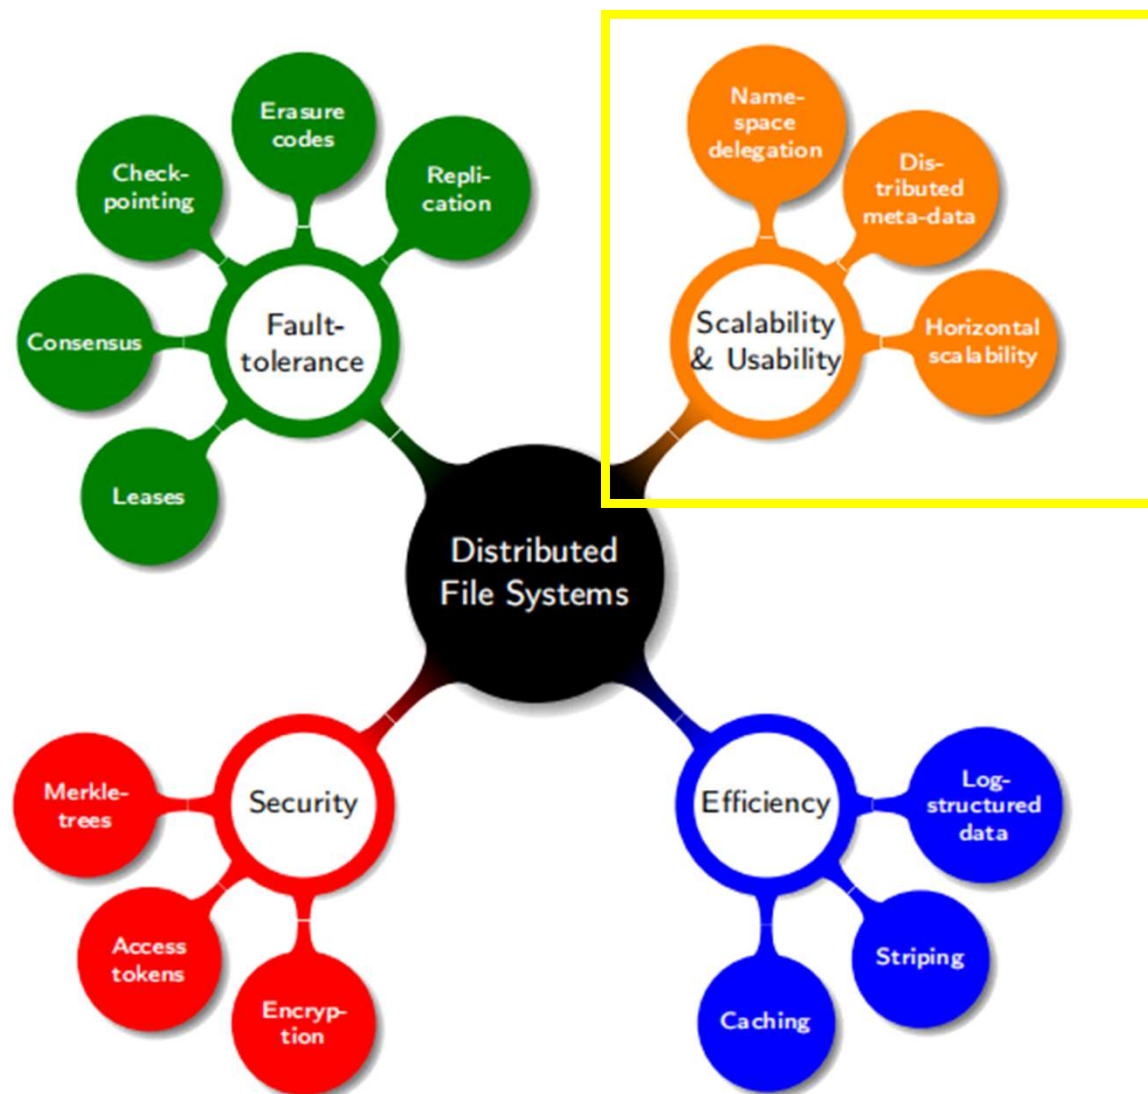 Erasure
codes
Check-
pointing
Repli-
cation
Consensus
Fault-
tolerance
Leases
Name-
space
delegation
Dis-
tributed
meta-data
Scalability
& Usability
Horizontal
scalability
Distributed
File Systems
Merkle-
trees
Security
Access
tokens
Encryp-
tion
Efficiency
Log-
structured
data
Striping
Caching